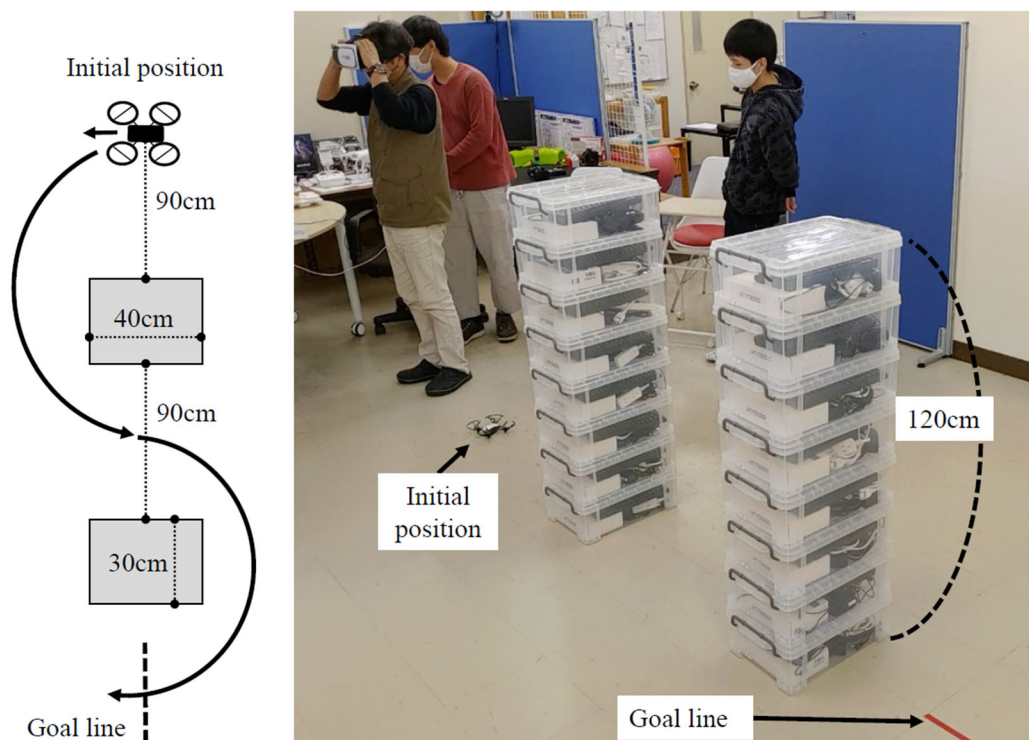 Initial position
90cm
40cm
90cm
30cm
Goal line
Initial
position
120cm
Goal line